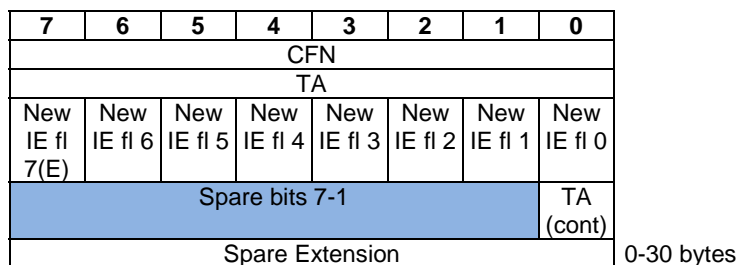 7 6 5 4 3 2 1 0
CFN
TA
New New New New New New New New
IE fl IE fl 6 IE fl 5 IE fl 4 IE fl 3 IE fl 2 IE fl 1 IE fl 0
7(E)
Spare bits 7-1 TA
(cont)
Spare Extension 0-30 bytes